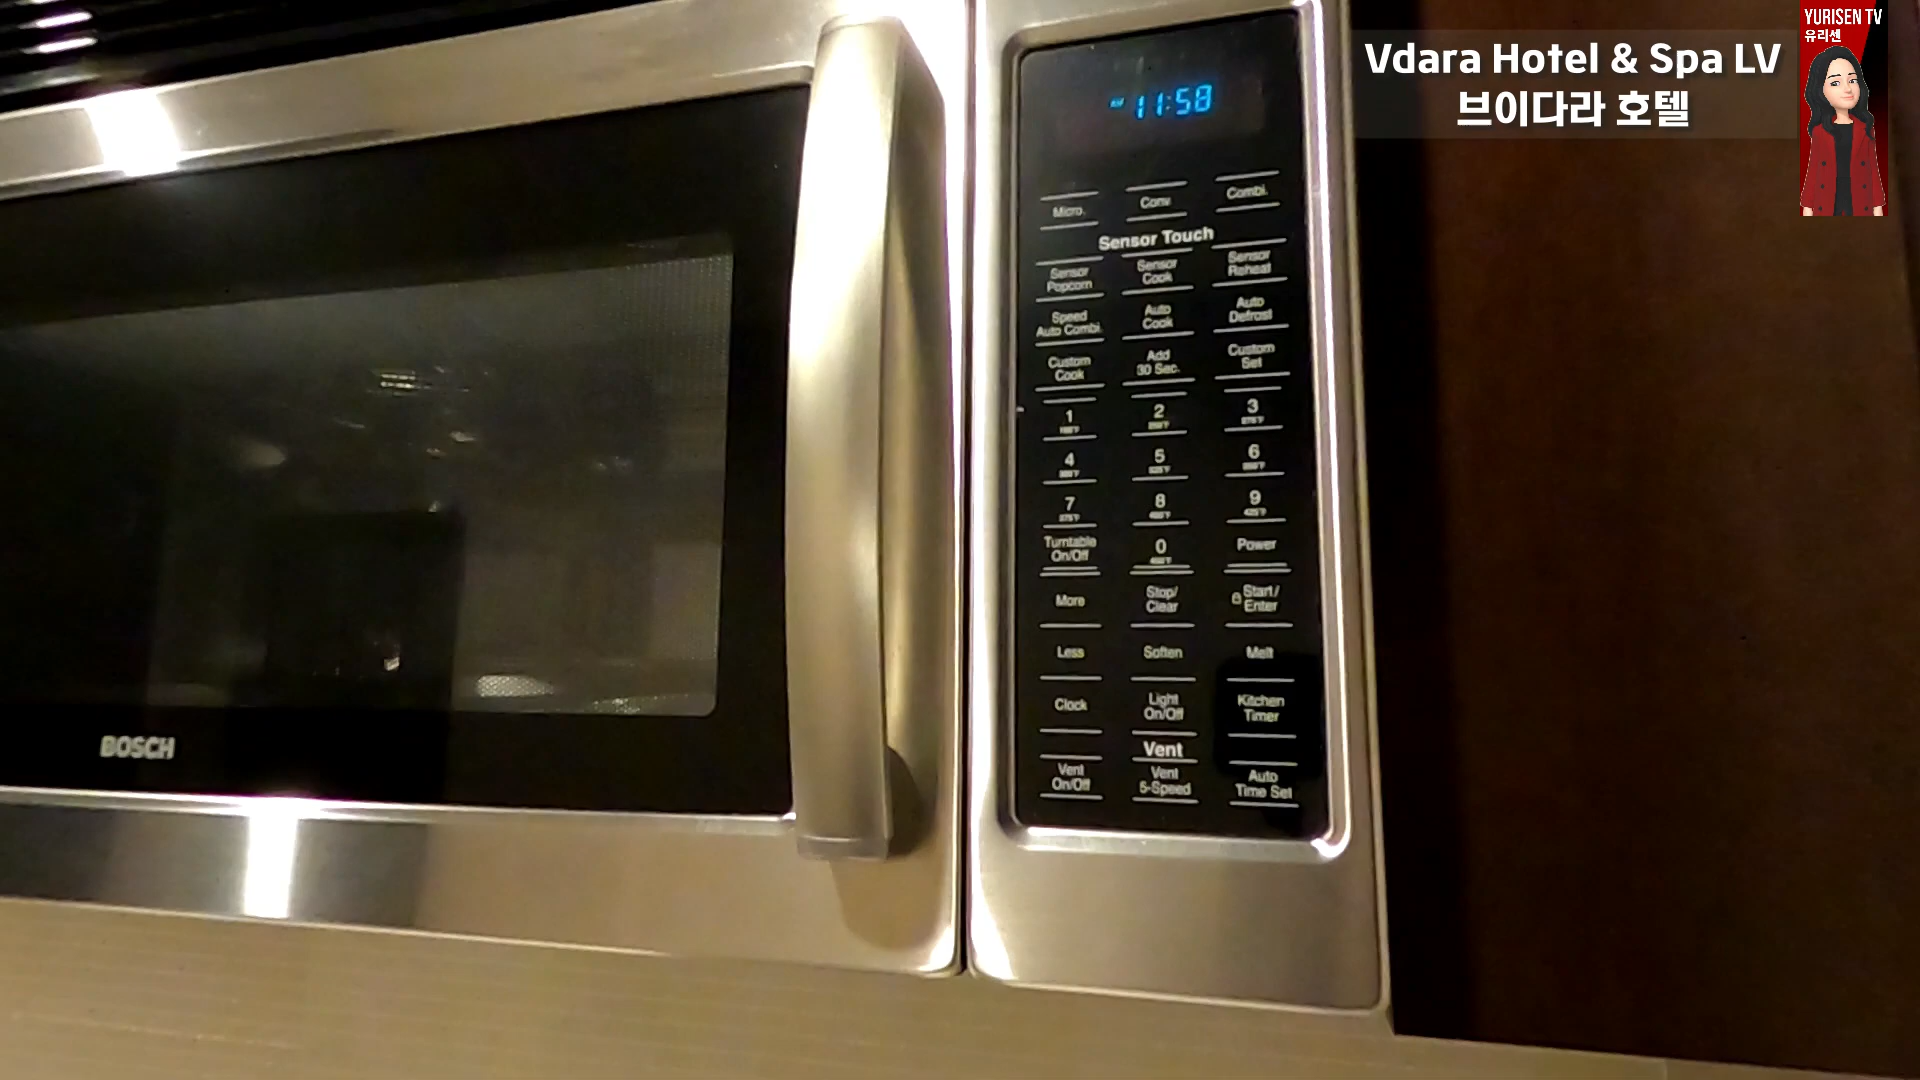 YURISEN TV
유리센
Vdara Hotel & Spa LV
브이다라 호텔
11:58
Micro.
Conv
Combi.
Sensor Touch
Sensor
Popcorn
Sensor
Cook
Sensor
Reheat
Speed
Auto Combi.
Auto
Cook
Auto
Defrost
Custom
Cook
Add
30 Sec.
Custom
Set
1
2
3
4
5
6
7
8
9
Turntable
On/Off
0
Power
More
Stop/
Clear
Start/
Enter
Less
Soften
Melt
Clock
Light
On/Off
Kitchen
Timer
Vent
Vent
On/Off
Vent
5-Speed
Auto
Time Set
BOSCH